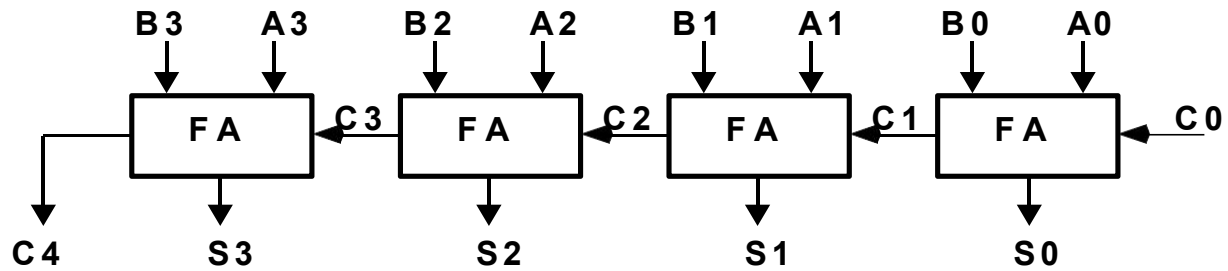 B3 A3 B2 A2 B1 A1 B0 A0
FA C3 FA C2 FA C1 FA C0
C4 S3 S2 S1 S0